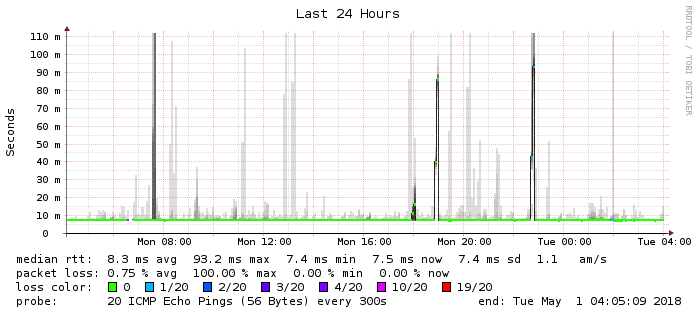 Last 24 Hours
RRDTOOL / TOBI OETIKER
Seconds
110 m
100 m
90 m
80 m
70 m
60 m
50 m
40 m
30 m
20 m
10 m
0
Mon 08:00 Mon 12:00 Mon 16:00 Mon 20:00 Tue 00:00 Tue 04:00
median rtt: 8.3 ms avg 93.2 ms max 7.4 ms min 7.5 ms now 7.4 ms sd 1.1 am/s
packet loss: 0.75 % avg 100.00 % max 0.00 % min 0.00 % now
loss color: 0 1/20 2/20 3/20 4/20 10/20 19/20
probe: 20 ICMP Echo Pings (56 Bytes) every 300s end: Tue May 1 04:05:09 2018